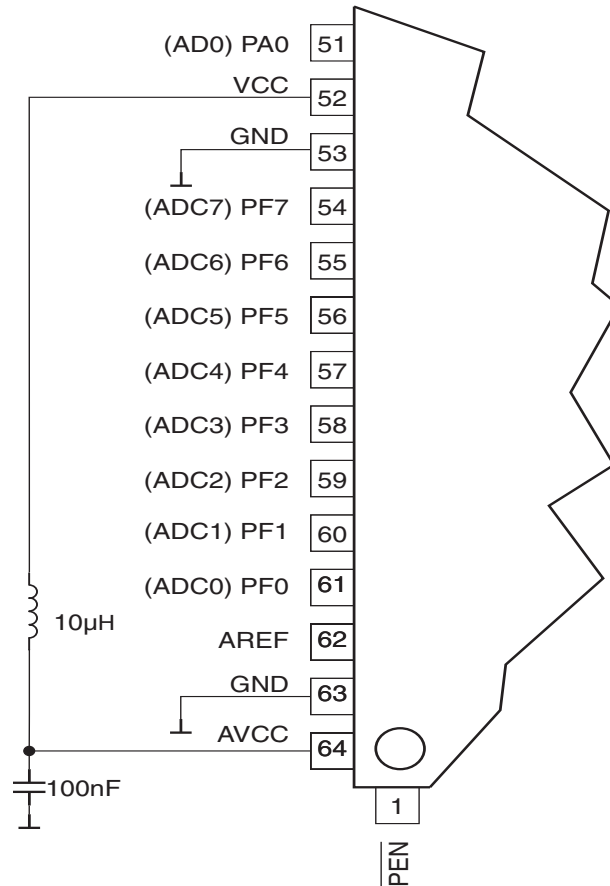 (AD0) PA0 51
VCC 52
GND 53
(ADC7) PF7 54
(ADC6) PF6 55
(ADC5) PF5 56
(ADC4) PF4 57
(ADC3) PF3 58
(ADC2) PF2 59
(ADC1) PF1 60
(ADC0) PF0 61
10µH
AREF 62
GND 63
AVCC 64
100nF
1
PEN